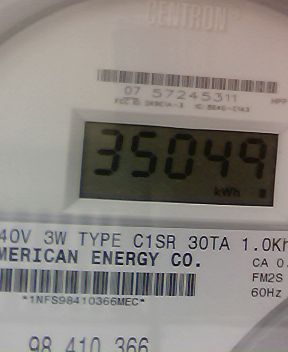 CENTRON®
07 57245311
35049
kWh
40V 3W TYPE C1SR 30TA 1.0Kh
MERICAN ENERGY CO.
CA 0.
FM2S
60Hz
*1NFS98410366MEC*
98 410 366